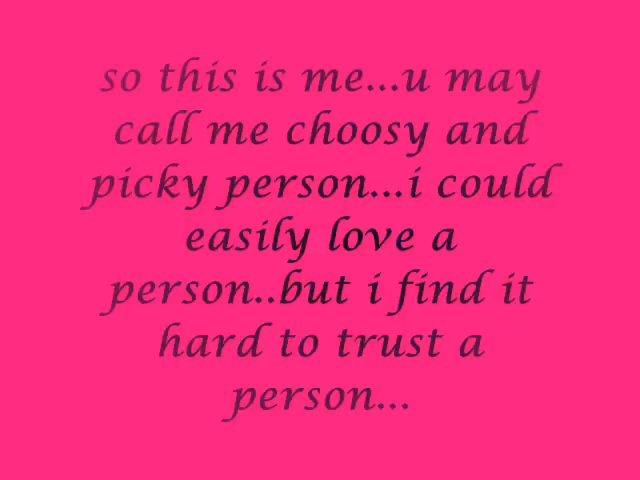 so this is me...u may
call me choosy and
picky person...i could
easily love a
person..but i find it
hard to trust a
person...